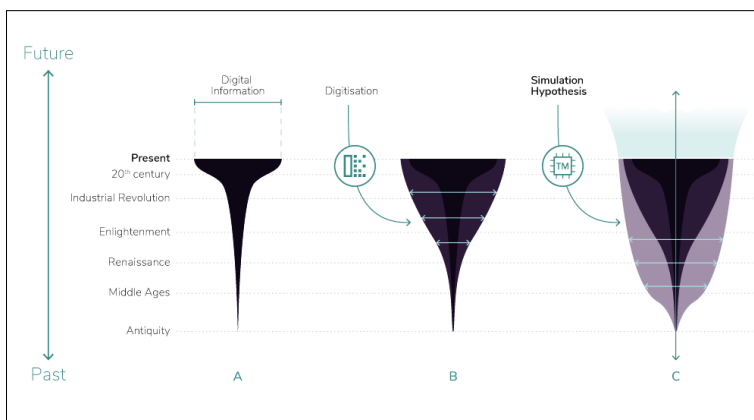 Future
Digital
Information
Digitisation
Simulation
Hypothesis
Present
20th century
TM
Industrial Revolution
Enlightenment
Renaissance
Middle Ages
Antiquity
Past
A
B
C